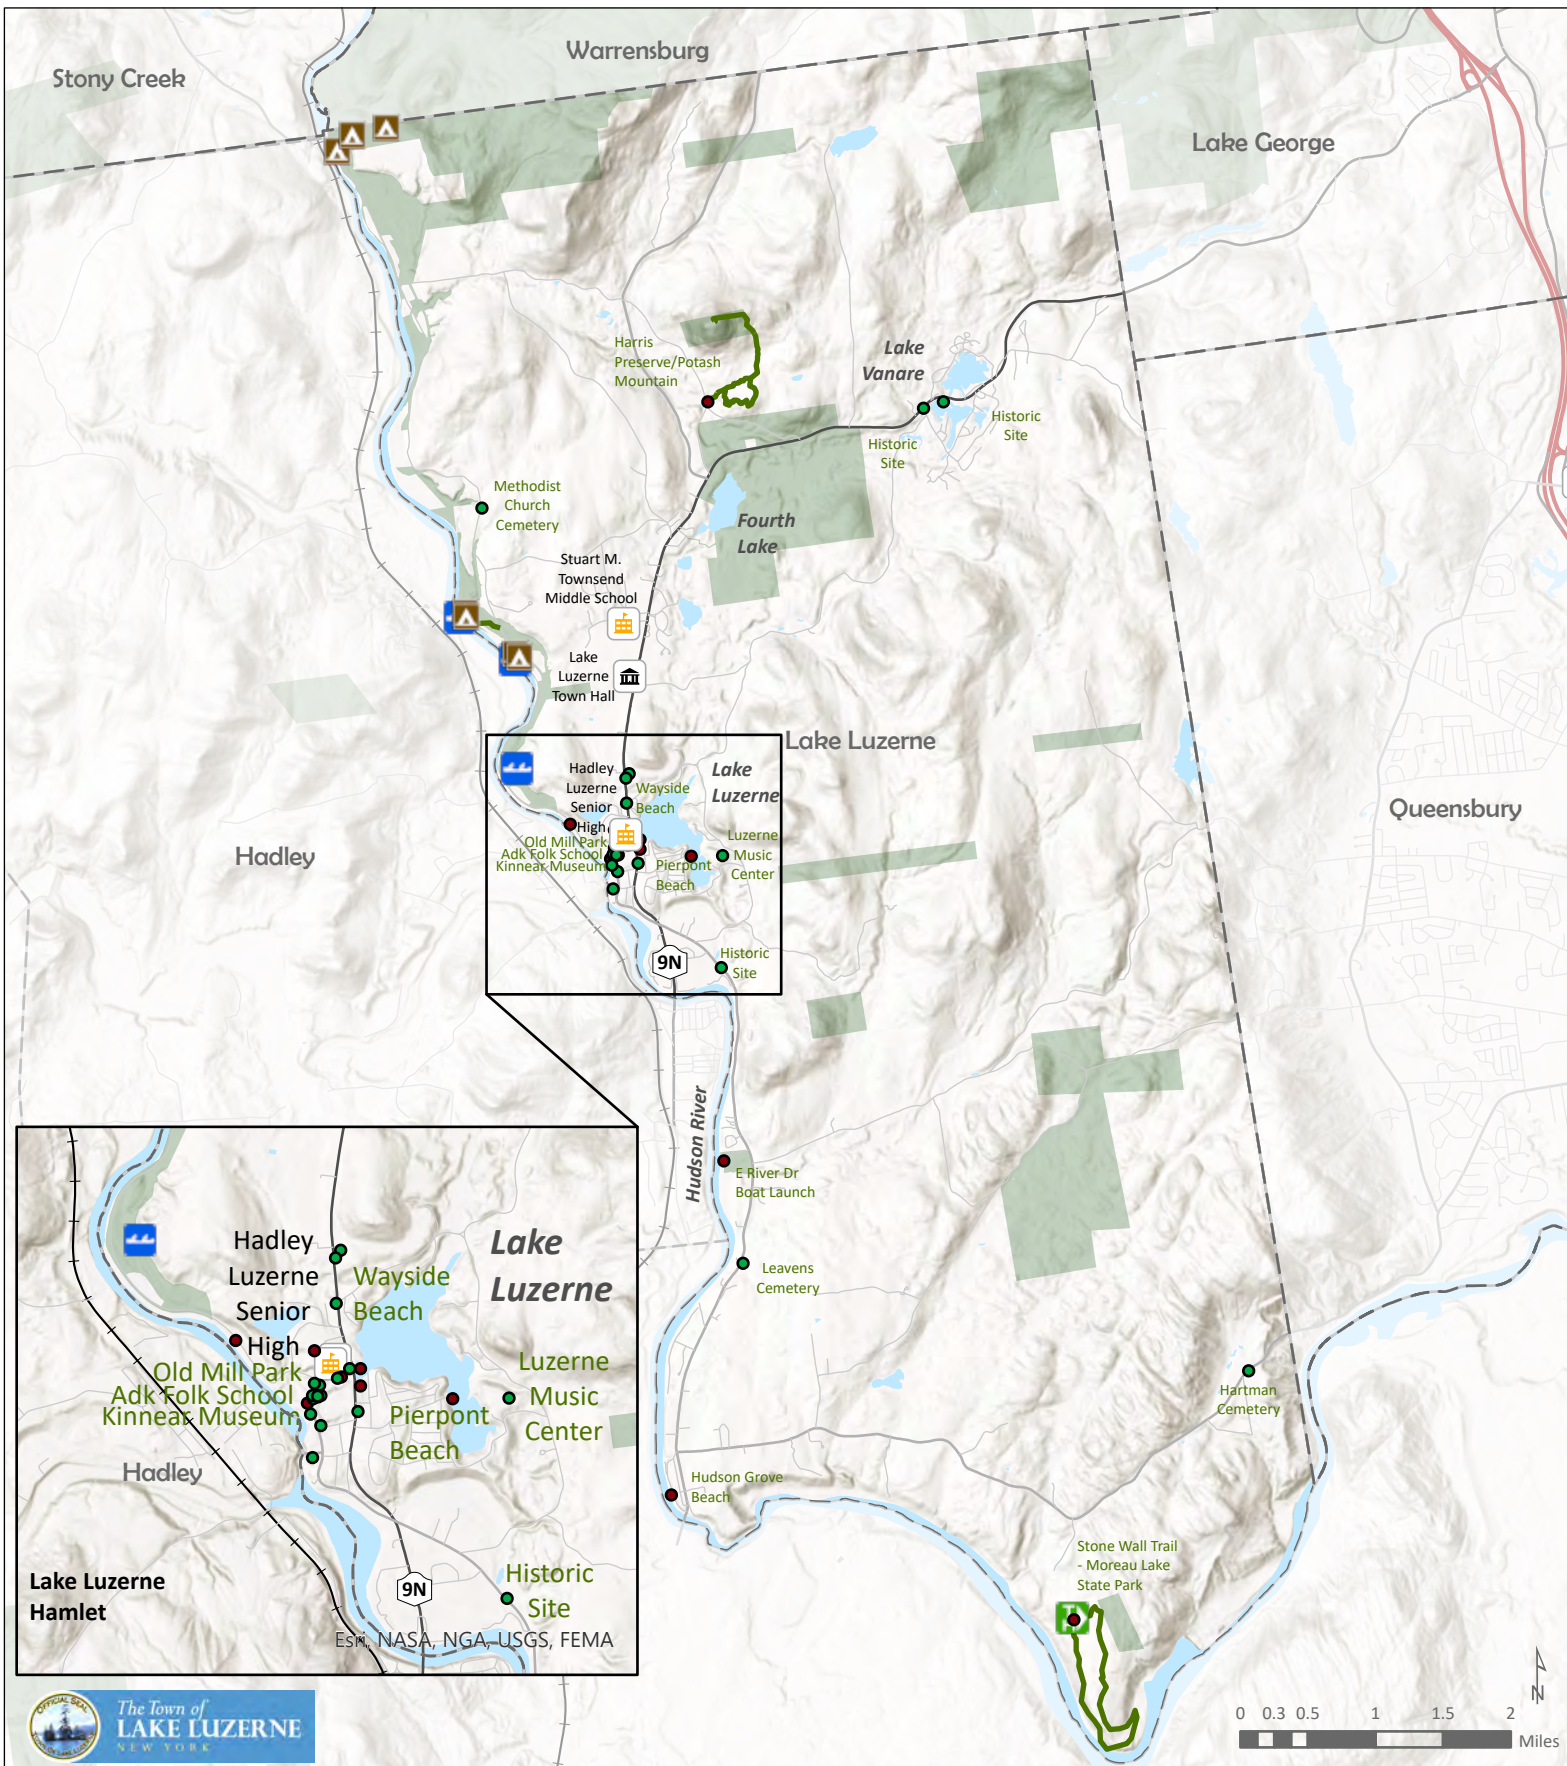 Warrensburg
Stony Creek
Lake George
Harris
Preserve/Potash
Mountain
Lake
Vanare
Historic
Site
Historic
Site
Methodist
Church
Cemetery
Fourth
Lake
Stuart M.
Townsend
Middle School
Lake
Luzerne
Town Hall
Lake Luzerne
Hadley
Luzerne
Senior
High
Wayside
Beach
Lake
Luzerne
Queensbury
Old Mill Park
Adk Folk School
Kinnear Museum
Pierpont
Beach
Luzerne
Music
Center
Hadley
9N
Historic
Site
Hudson River
E River Dr
Boat Launch
Leavens
Cemetery
Hartman
Cemetery
Hudson Grove
Beach
Stone Wall Trail
- Moreau Lake
State Park
Hadley
Luzerne
Senior
High
Wayside
Beach
Lake
Luzerne
Old Mill Park
Adk Folk School
Kinnear Museum
Pierpont
Beach
Luzerne
Music
Center
Hadley
9N
Historic
Site
Lake Luzerne
Hamlet
Esri, NASA, NGA, USGS, FEMA
OFFICIAL SEAL
The Town of
LAKE LUZERNE
NEW YORK
N
0 0.3 0.5 1 1.5 2
Miles